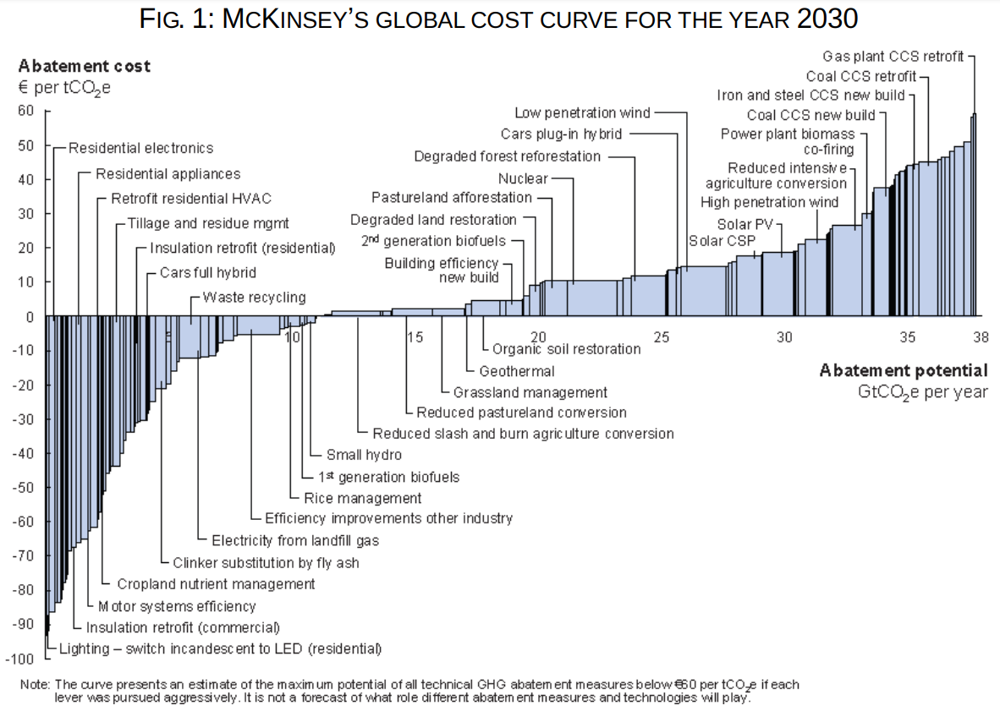 FIG. 1: MCKINSEY'S GLOBAL COST CURVE FOR THE YEAR 2030
Abatement cost
€ per tCO2e
60
50
40
30
20
10
0
-10
-20
-30
-40
-50
-60
-70
-80
-90
-100
Gas plant CCS retrofit
Coal CCS retrofit
Iron and steel CCS new build
Coal CCS new build
Power plant biomass
co-firing
Reduced intensive
agriculture conversion
High penetration wind
Solar PV
Solar CSP
Low penetration wind
Cars plug-in hybrid
Degraded forest reforestation
Nuclear
Pastureland afforestation
Degraded land restoration
2nd generation biofuels
Building efficiency
new build
Residential electronics
Residential appliances
Retrofit residential HVAC
Tillage and residue mgmt
Insulation retrofit (residential)
Cars full hybrid
Waste recycling
5
10
15
20
25
30
35
38
Abatement potential
GtCO2e per year
Organic soil restoration
Geothermal
Grassland management
Reduced pastureland conversion
Reduced slash and burn agriculture conversion
Small hydro
1st generation biofuels
Rice management
Efficiency improvements other industry
Electricity from landfill gas
Clinker substitution by fly ash
Cropland nutrient management
Motor systems efficiency
Insulation retrofit (commercial)
Lighting – switch incandescent to LED (residential)
Note: The curve presents an estimate of the maximum potential of all technical GHG abatement measures below €60 per tCO2e if each
lever was pursued aggressively. It is not a forecast of what role different abatement measures and technologies will play.